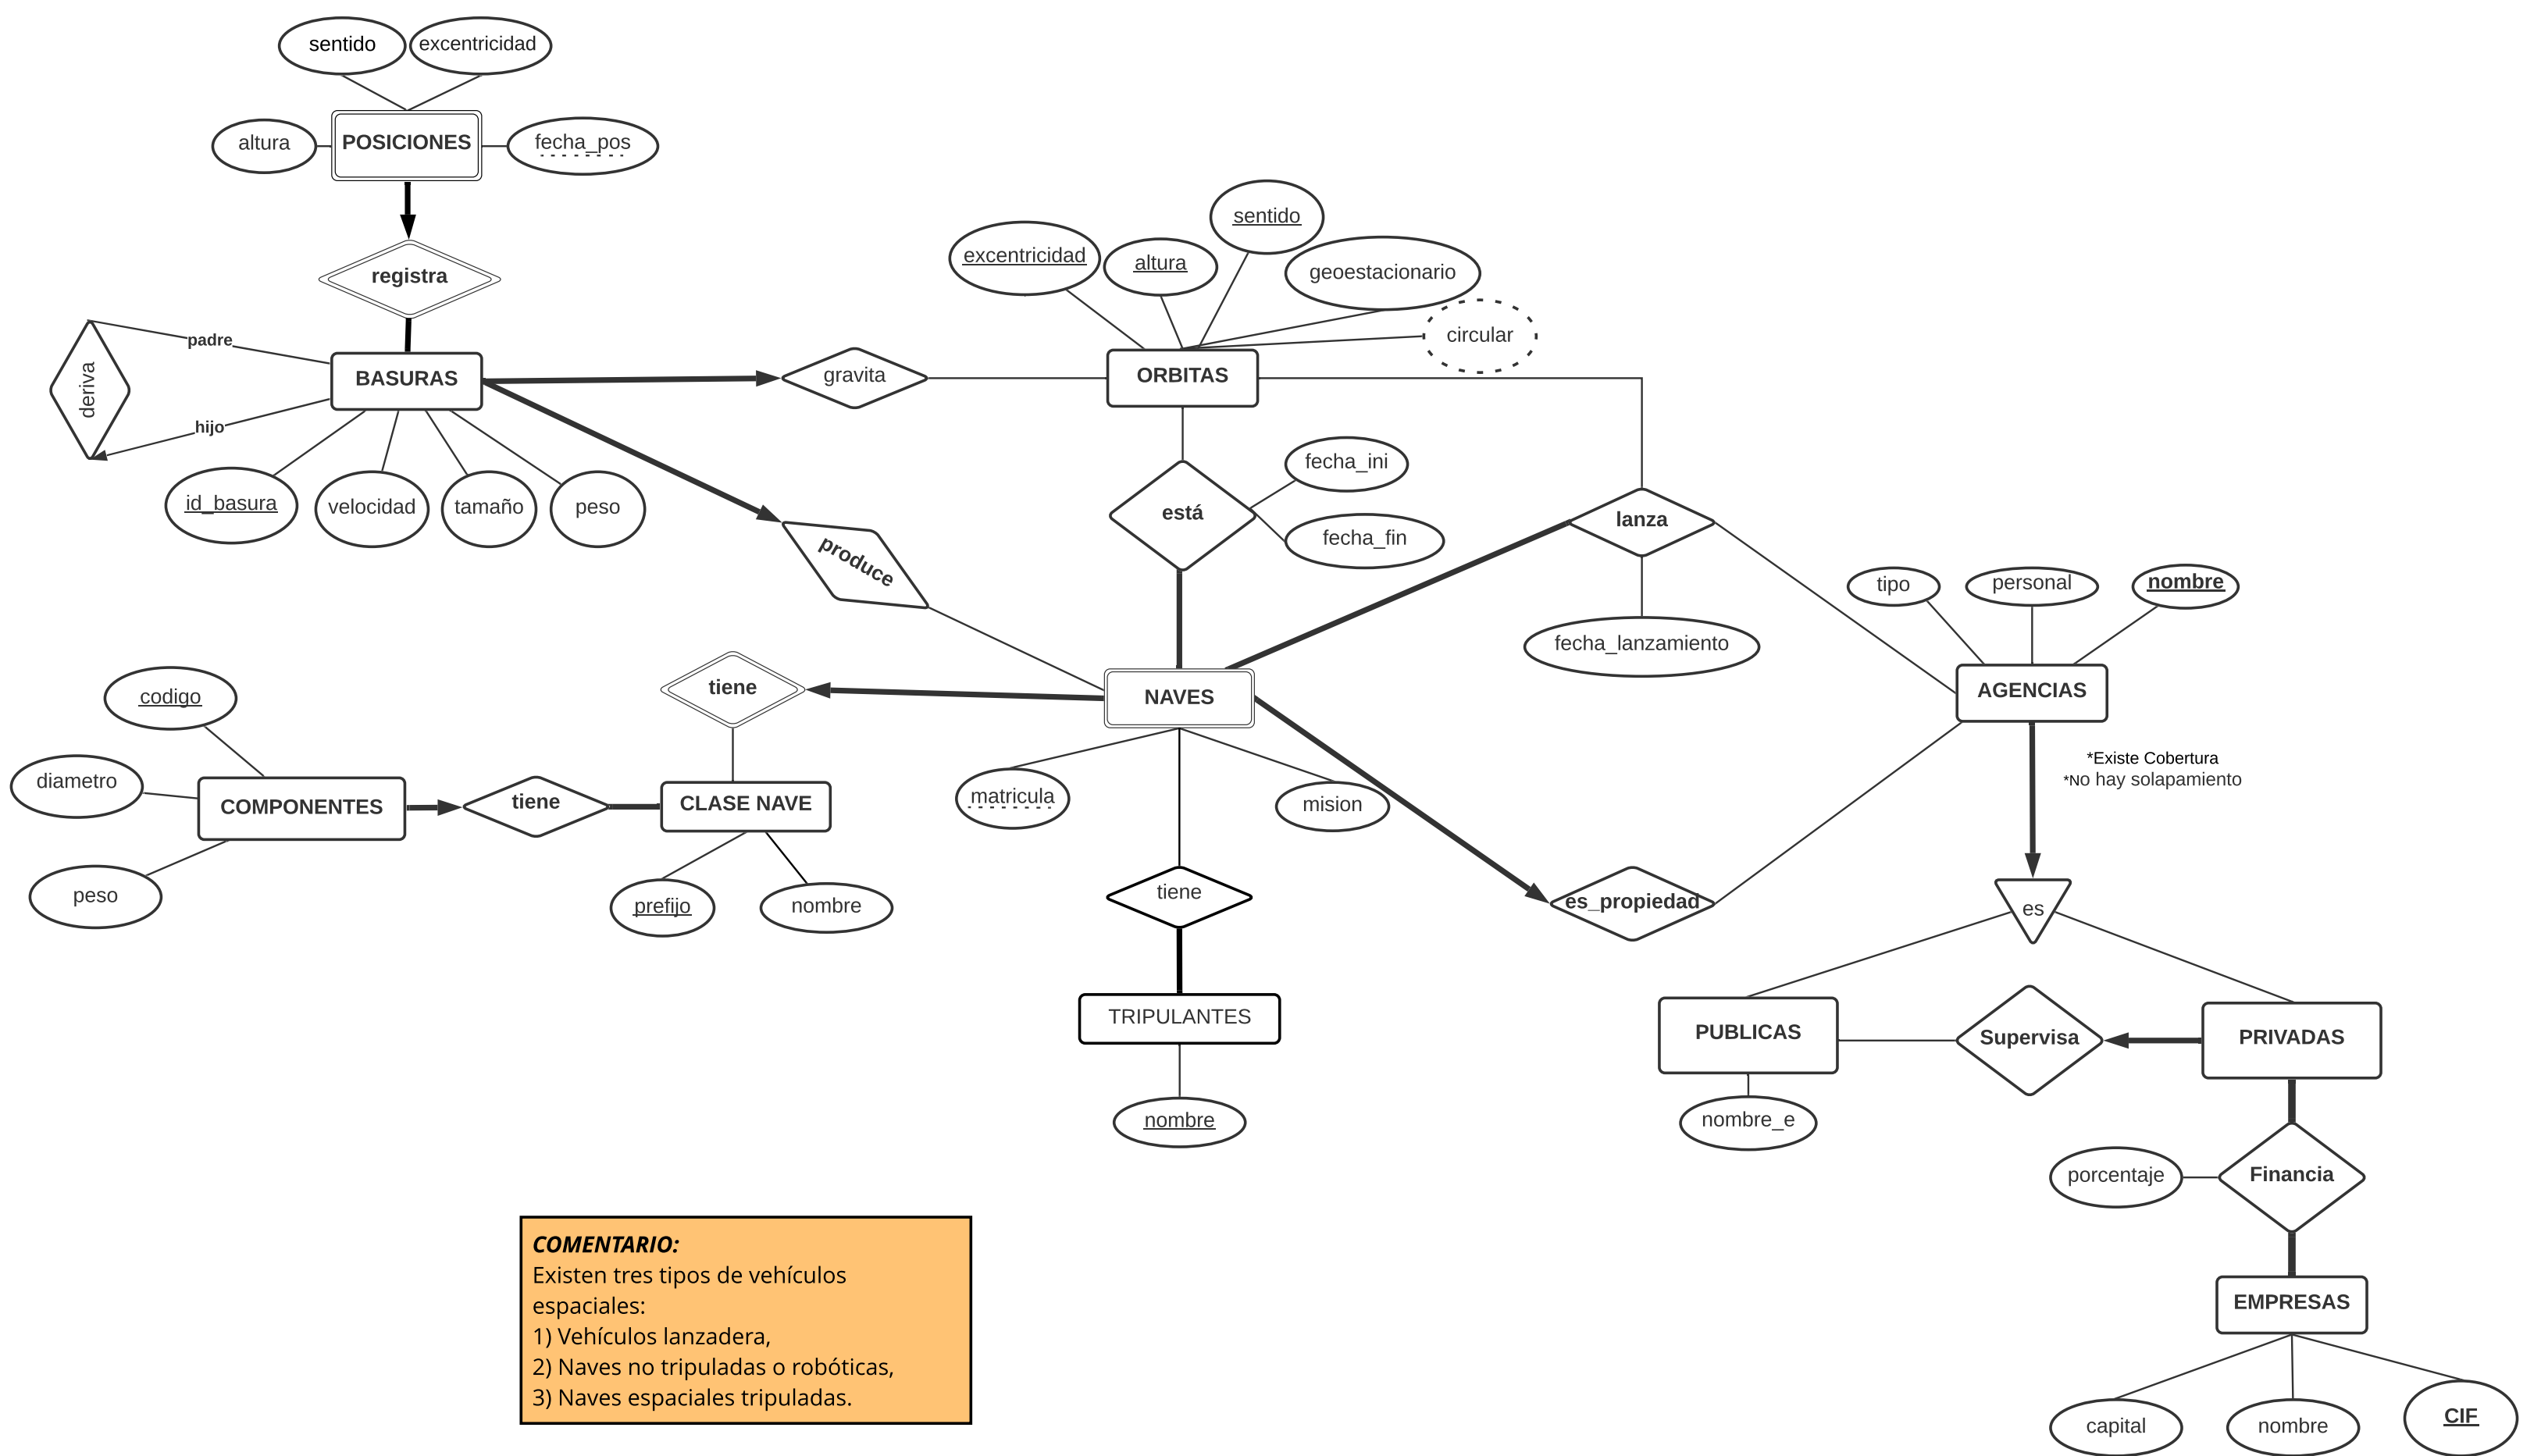 sentido
excentricidad
altura
POSICIONES
fecha_pos
registra
sentido
excentricidad
altura
geoestacionario
circular
padre
deriva
hijo
BASURAS
gravita
ORBITAS
id_basura
velocidad
tamaño
peso
produce
está
fecha_ini
fecha_fin
lanza
fecha_lanzamiento
tipo
personal
nombre
AGENCIAS
*Existe Cobertura
*No hay solapamiento
codigo
diametro
COMPONENTES
peso
tiene
tiene
CLASE NAVE
prefijo
nombre
NAVES
matricula
mision
tiene
es_propiedad
es
TRIPULANTES
nombre
PUBLICAS
Supervisa
PRIVADAS
nombre_e
porcentaje
Financia
EMPRESAS
capital
nombre
CIF
COMENTARIO:
Existen tres tipos de vehículos
espaciales:
1) Vehículos lanzadera,
2) Naves no tripuladas o robóticas,
3) Naves espaciales tripuladas.